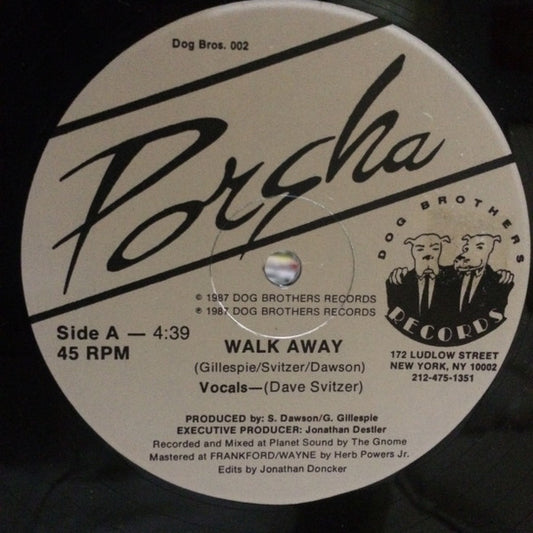 Dog Bros. 002
Porsha
DOG BROTHERS
RECORDS
172 LUDLOW STREET
NEW YORK, NY 10002
212-475-1351
© 1987 DOG BROTHERS RECORDS
℗ 1987 DOG BROTHERS RECORDS
Side A — 4:39
45 RPM
WALK AWAY
(Gillespie/Svitzer/Dawson)
Vocals—(Dave Svitzer)
PRODUCED by: S. Dawson/G. Gillespie
EXECUTIVE PRODUCER: Jonathan Destler
Recorded and Mixed at Planet Sound by The Gnome
Mastered at FRANKFORD/WAYNE by Herb Powers Jr.
Edits by Jonathan Doncker